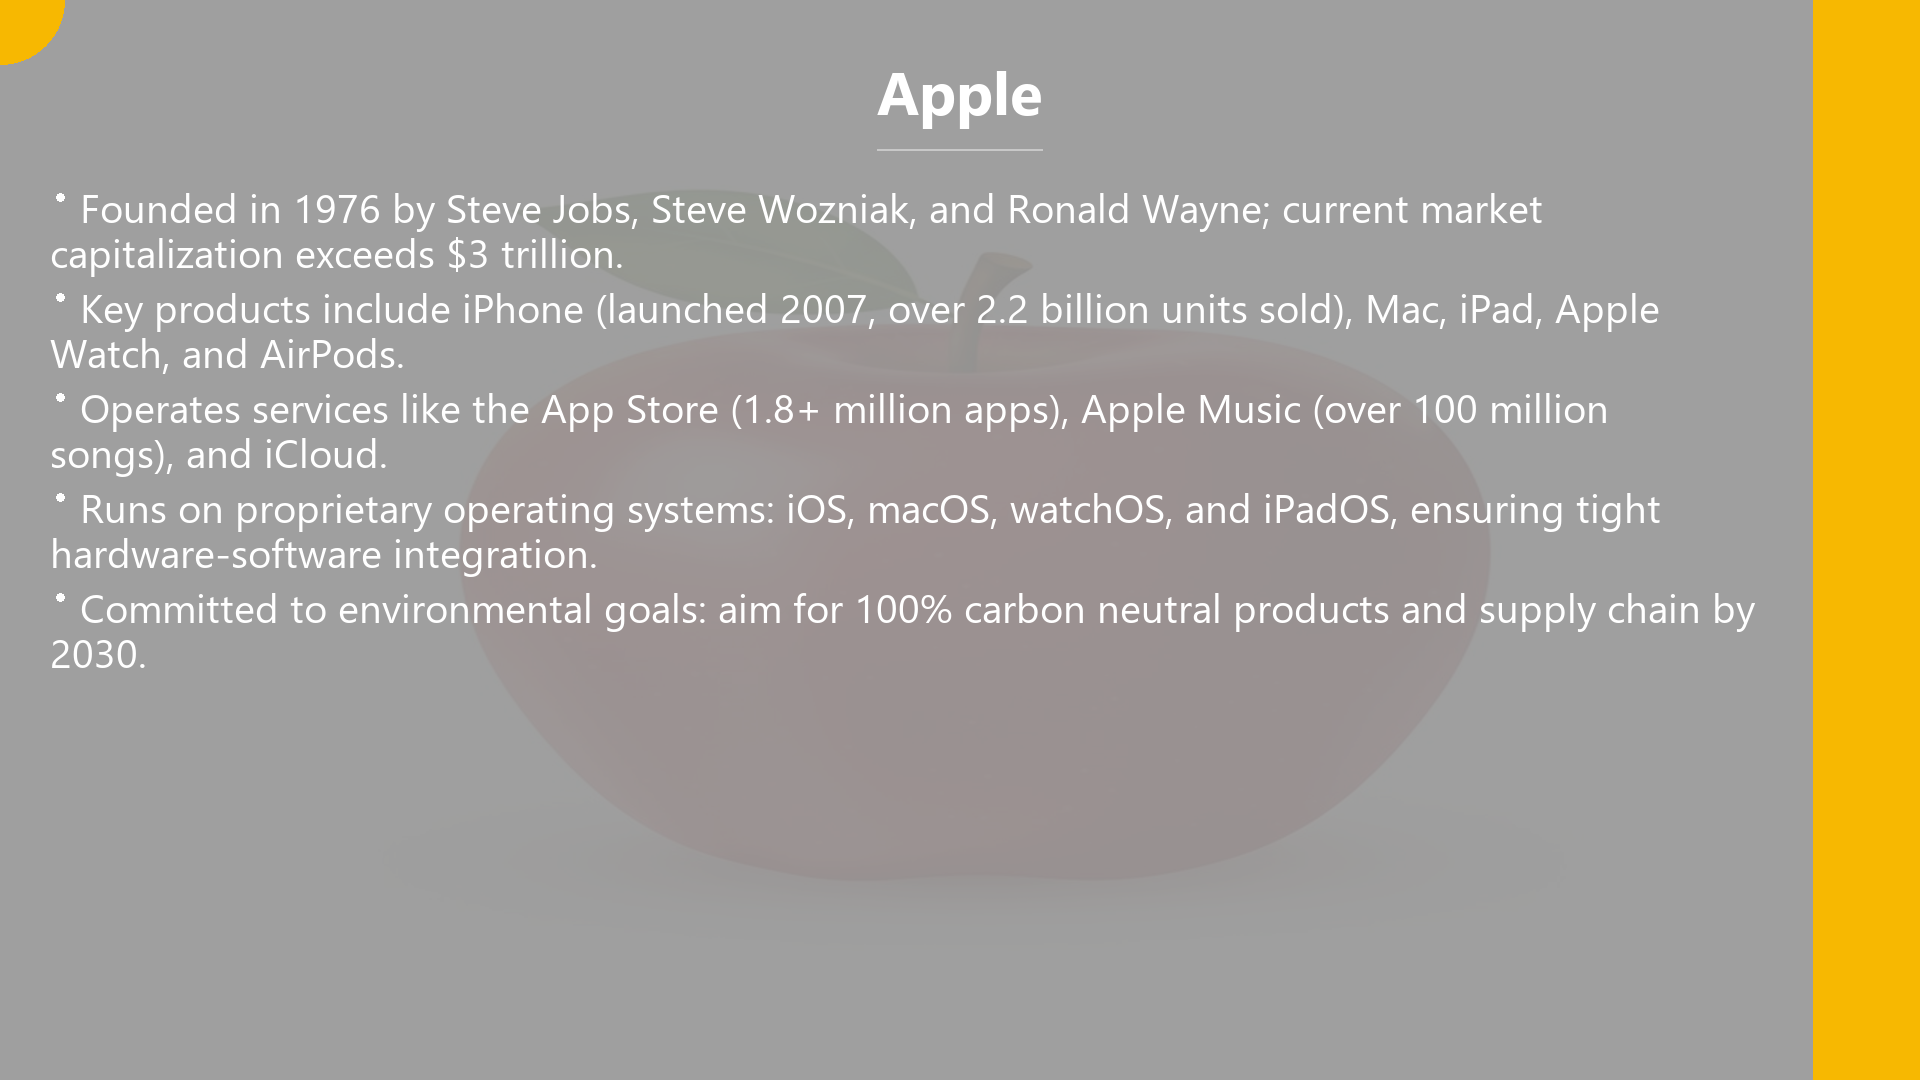 Apple
• Founded in 1976 by Steve Jobs, Steve Wozniak, and Ronald Wayne; current market
capitalization exceeds $3 trillion.
• Key products include iPhone (launched 2007, over 2.2 billion units sold), Mac, iPad, Apple
Watch, and AirPods.
• Operates services like the App Store (1.8+ million apps), Apple Music (over 100 million
songs), and iCloud.
• Runs on proprietary operating systems: iOS, macOS, watchOS, and iPadOS, ensuring tight
hardware-software integration.
• Committed to environmental goals: aim for 100% carbon neutral products and supply chain by
2030.